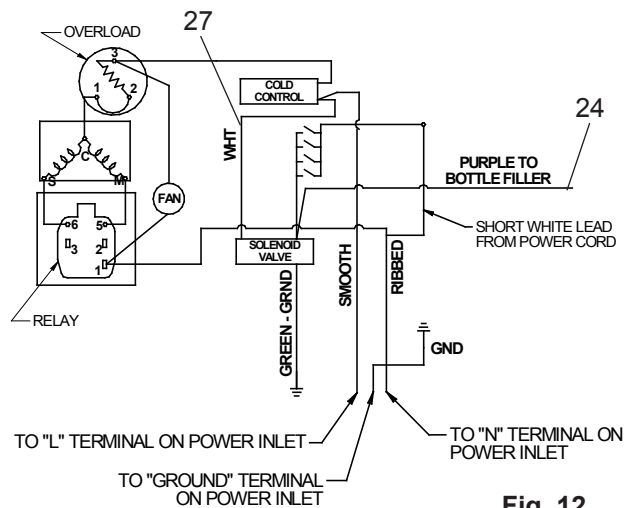 27
OVERLOAD
3
1
2
COLD
CONTROL
24
WHT
PURPLE TO
BOTTLE FILLER
C
S
M
FAN
6
5
3
2
1
SOLENOID
VALVE
SHORT WHITE LEAD
FROM POWER CORD
SMOOTH
RIBBED
GREEN - GRND
RELAY
GND
TO "L" TERMINAL ON POWER INLET
TO "N" TERMINAL ON
POWER INLET
TO "GROUND" TERMINAL
ON POWER INLET
Fig. 12